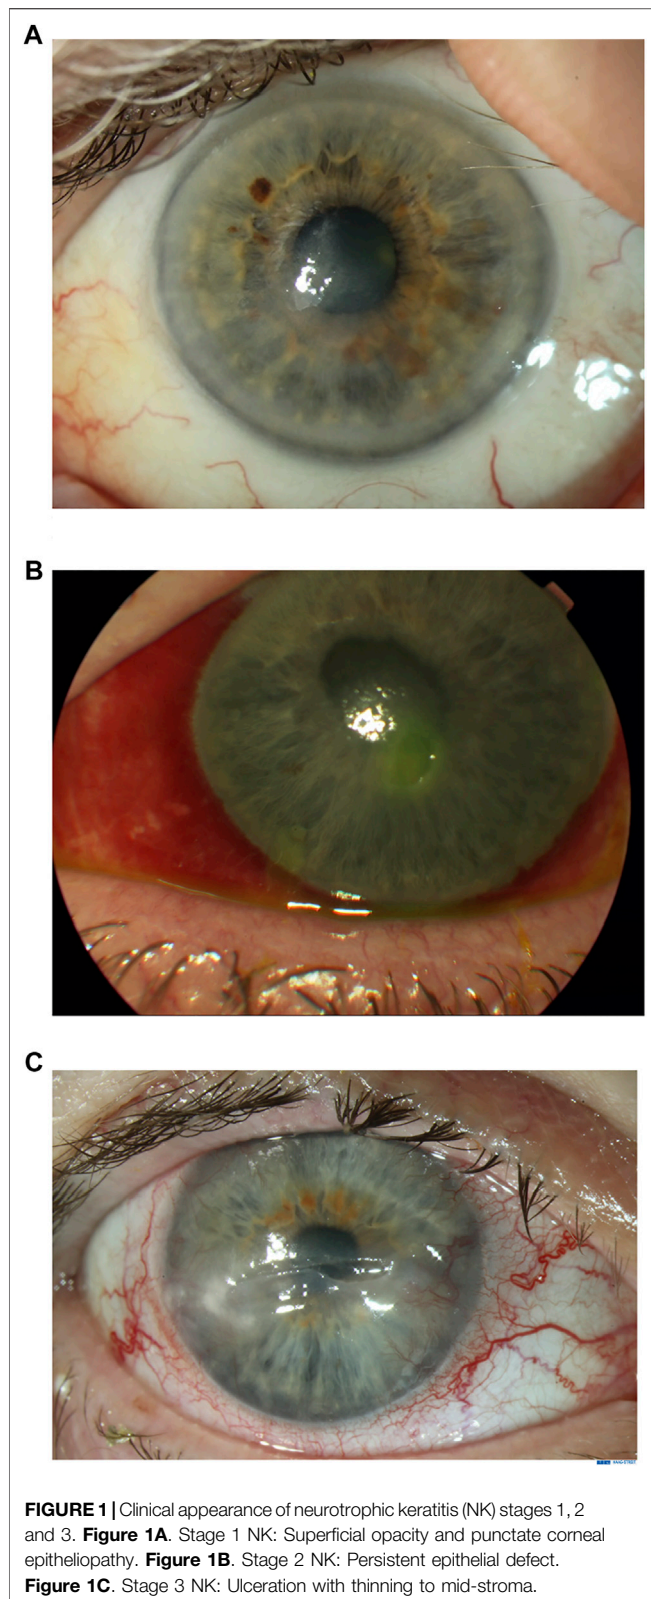 A
B
C
FIGURE 1 | Clinical appearance of neurotrophic keratitis (NK) stages 1, 2
and 3. Figure 1A. Stage 1 NK: Superficial opacity and punctate corneal
epitheliopathy. Figure 1B. Stage 2 NK: Persistent epithelial defect.
Figure 1C. Stage 3 NK: Ulceration with thinning to mid-stroma.